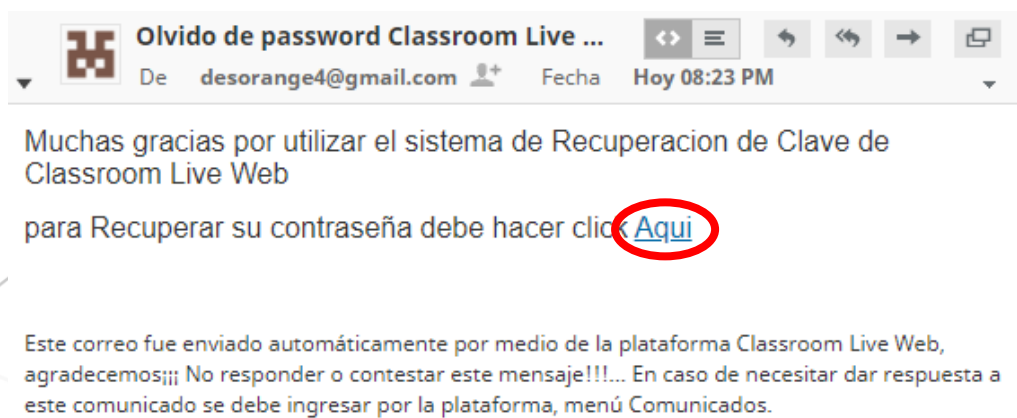 Olvido de password Classroom Live ...
De desorange4@gmail.com Fecha Hoy 08:23 PM
Muchas gracias por utilizar el sistema de Recuperacion de Clave de
Classroom Live Web
para Recuperar su contraseña debe hacer click Aqui
Este correo fue enviado automáticamente por medio de la plataforma Classroom Live Web,
agradecemos¡¡¡ No responder o contestar este mensaje!!!... En caso de necesitar dar respuesta a
este comunicado se debe ingresar por la plataforma, menú Comunicados.